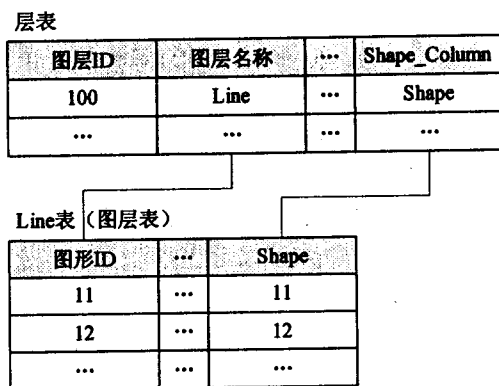 层表
图层ID 图层名称 ... Shape_Column
100 Line ... Shape
... ... ... ...
Line表（图层表）
图形ID ... Shape
11 ... 11
12 ... 12
... ... ...